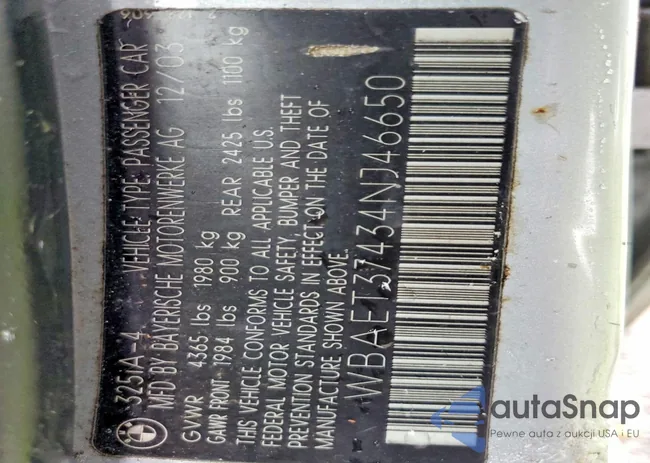 325iA-4 VEHICLE TYPE: PASSENGER CAR
MFD BY BAYERISCHE MOTORENWERKE AG 12/03
GVWR 4365 lbs 1980 kg
GAWR FRONT 1984 lbs 900 kg REAR 2425 lbs 1100 kg
THIS VEHICLE CONFORMS TO ALL APPLICABLE U.S.
FEDERAL MOTOR VEHICLE SAFETY, BUMPER AND THEFT
PREVENTION STANDARDS IN EFFECT ON THE DATE OF
MANUFACTURE SHOWN ABOVE.
WBAET37434NJ46650
autaSnap
Pewne auta z aukcji USA i EU